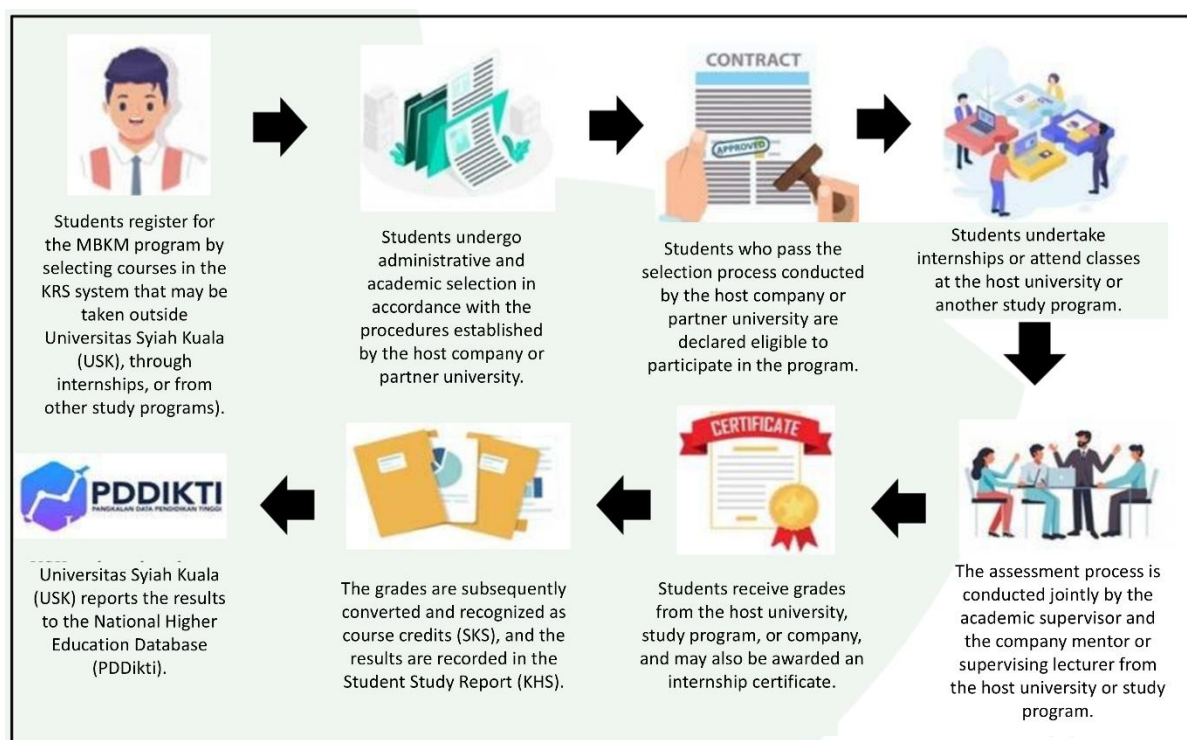 Students register for
the MBKM program by
selecting courses in the
KRS system that may be
taken outside
Universitas Syiah Kuala
(USK), through
internships, or from
other study programs).
Students undergo
administrative and
academic selection in
accordance with the
procedures established
by the host company or
partner university.
CONTRACT
APPROVED
Students who pass the
selection process conducted
by the host company or
partner university are
declared eligible to
participate in the program.
Students undertake
internships or attend classes
at the host university or
another study program.
The assessment process is
conducted jointly by the
academic supervisor and
the company mentor or
supervising lecturer from
the host university or study
program.
CERTIFICATE
Students receive grades
from the host university,
study program, or company,
and may also be awarded an
internship certificate.
The grades are subsequently
converted and recognized as
course credits (SKS), and the
results are recorded in the
Student Study Report (KHS).
PDDIKTI
PANGKALAN DATA PENDIDIKAN TINGGI
Universitas Syiah Kuala
(USK) reports the results
to the National Higher
Education Database
(PDDikti).